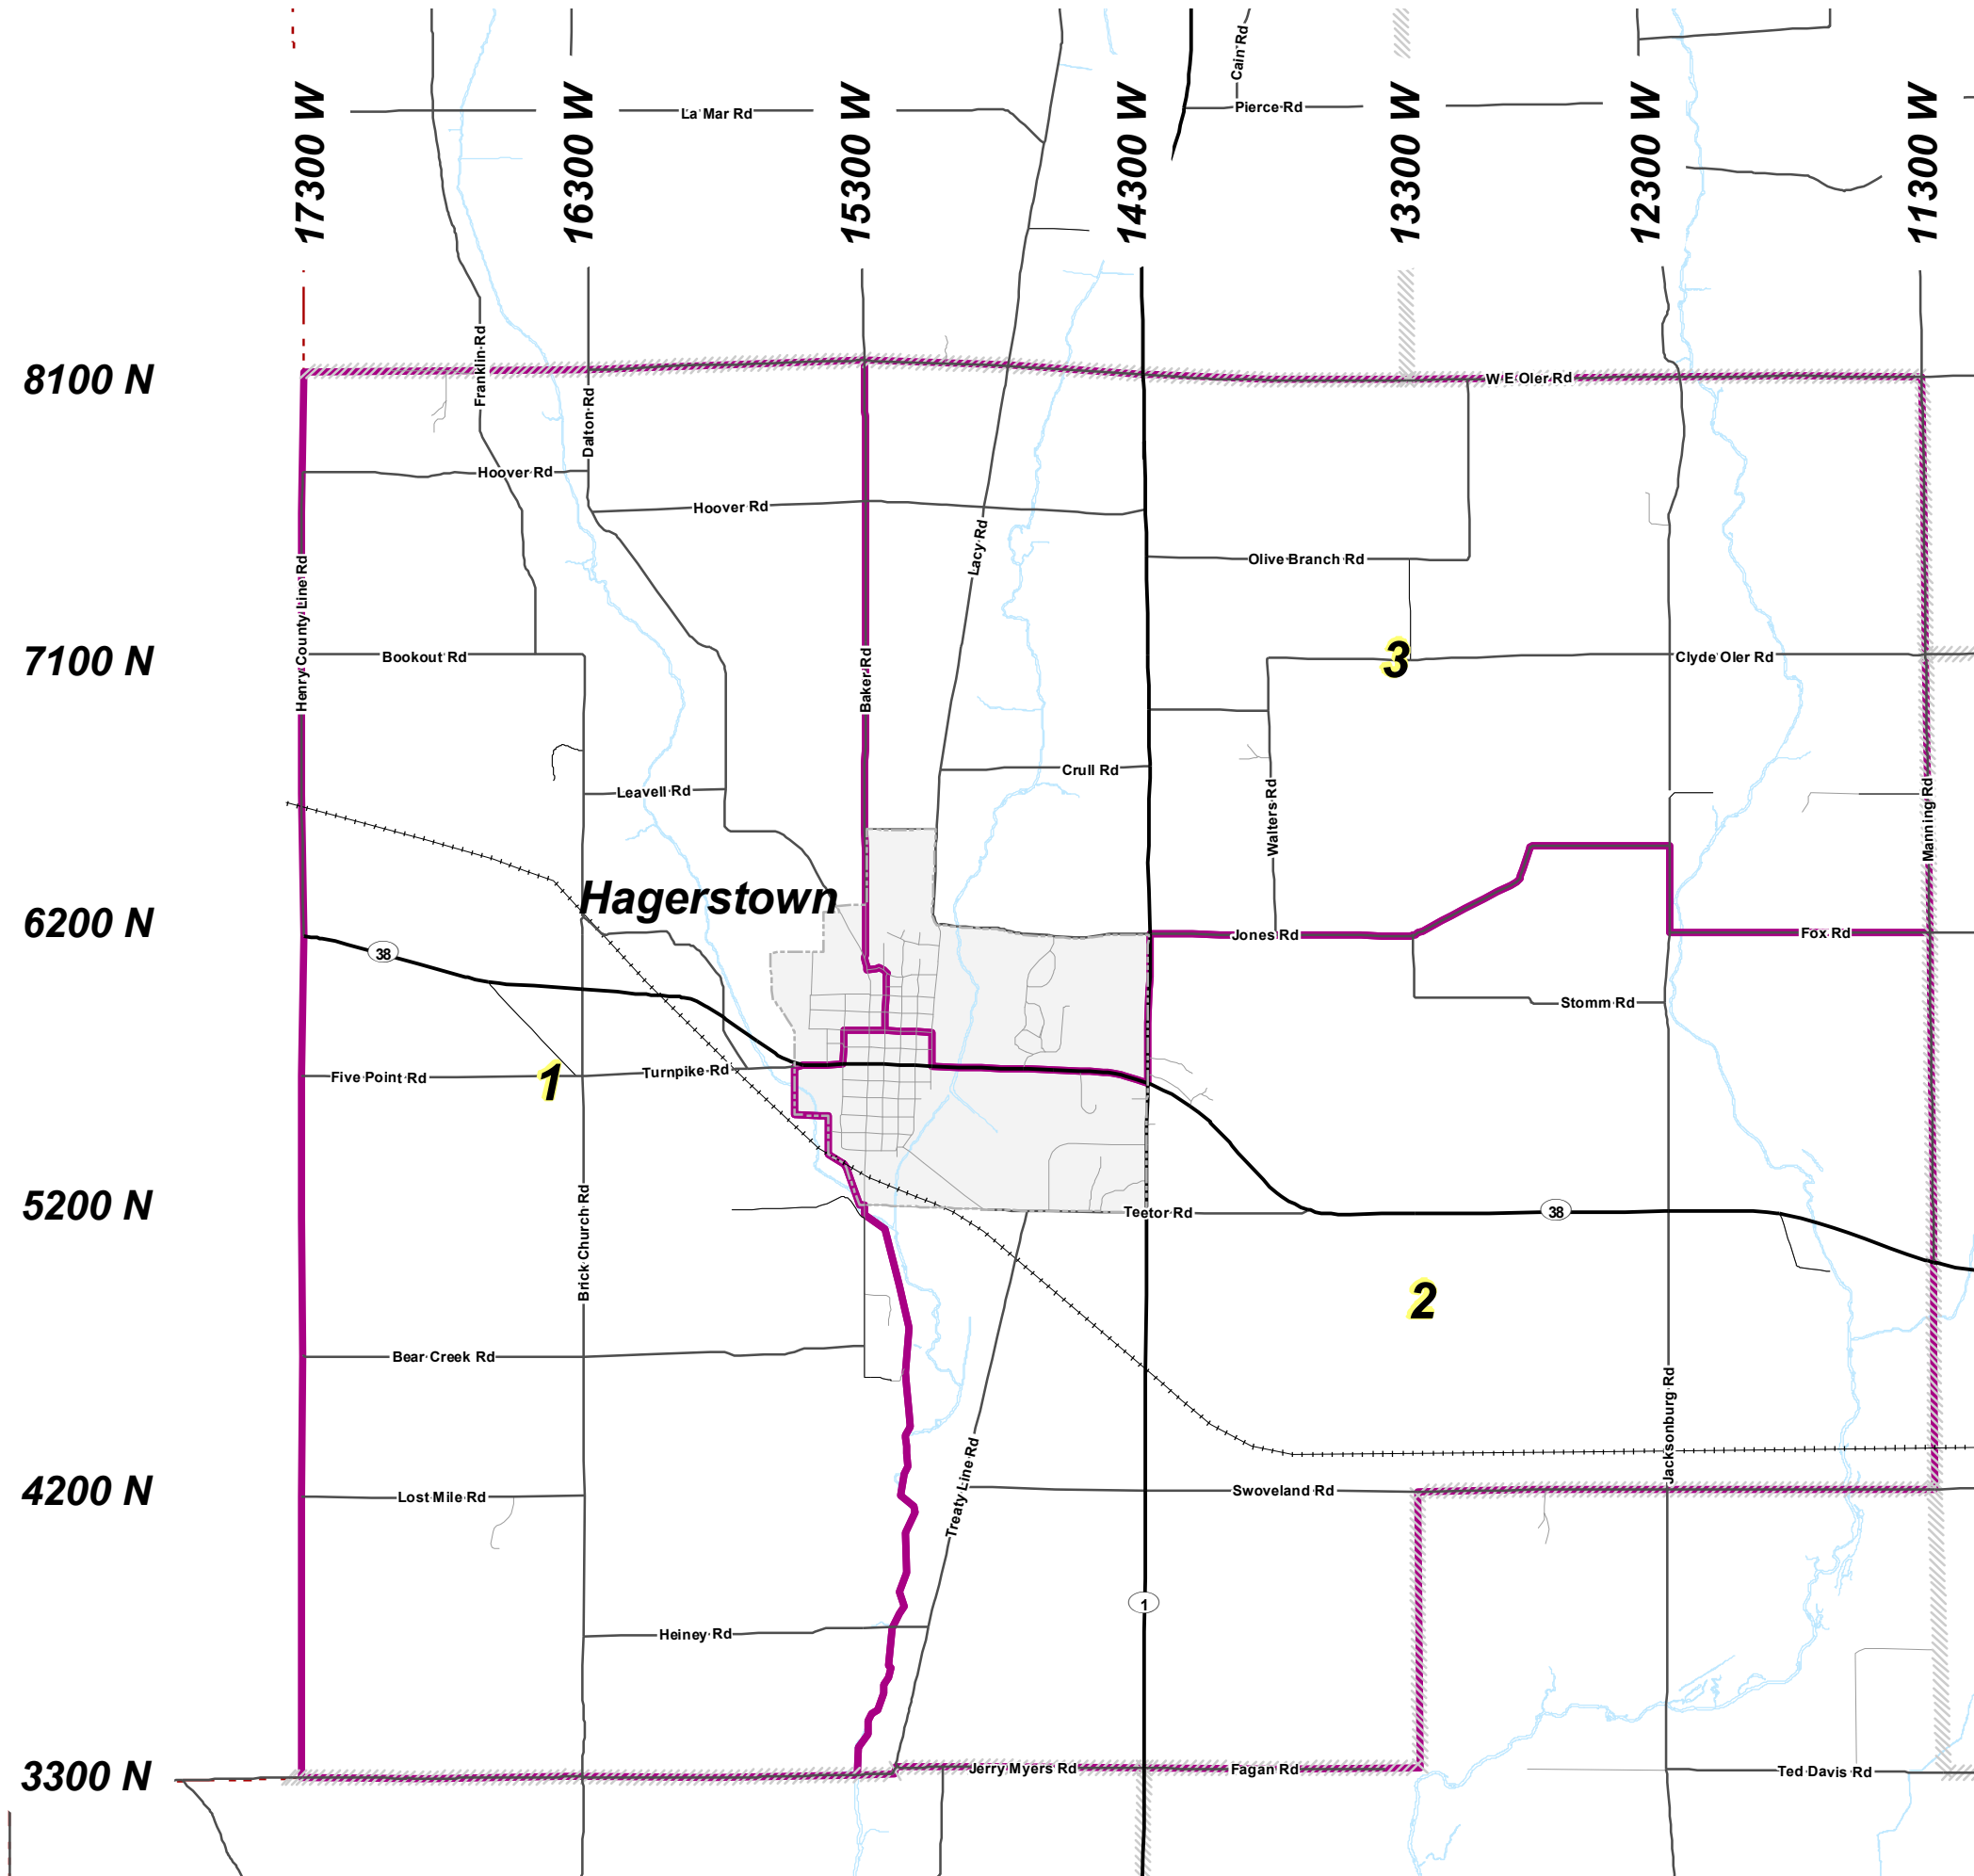 Cain Rd
La Mar Rd
Pierce Rd
17300 W
16300 W
15300 W
14300 W
13300 W
12300 W
11300 W
8100 N
W E Oler Rd
Franklin Rd
Dalton Rd
Hoover Rd
Hoover Rd
Lacy Rd
Olive Branch Rd
Henry County Line Rd
7100 N
Bookout Rd
Baker Rd
3
Clyde Oler Rd
Crull Rd
Leavell Rd
Walters Rd
Manning Rd
Hagerstown
6200 N
Jones Rd
Fox Rd
38
Stomm Rd
Five Point Rd
1
Turnpike Rd
5200 N
Brick Church Rd
Teetor Rd
38
2
Bear Creek Rd
Jacksonburg Rd
4200 N
Lost Mile Rd
Treaty Line Rd
Swoveland Rd
1
Heiney Rd
3300 N
Jerry Myers Rd
Fagan Rd
Ted Davis Rd